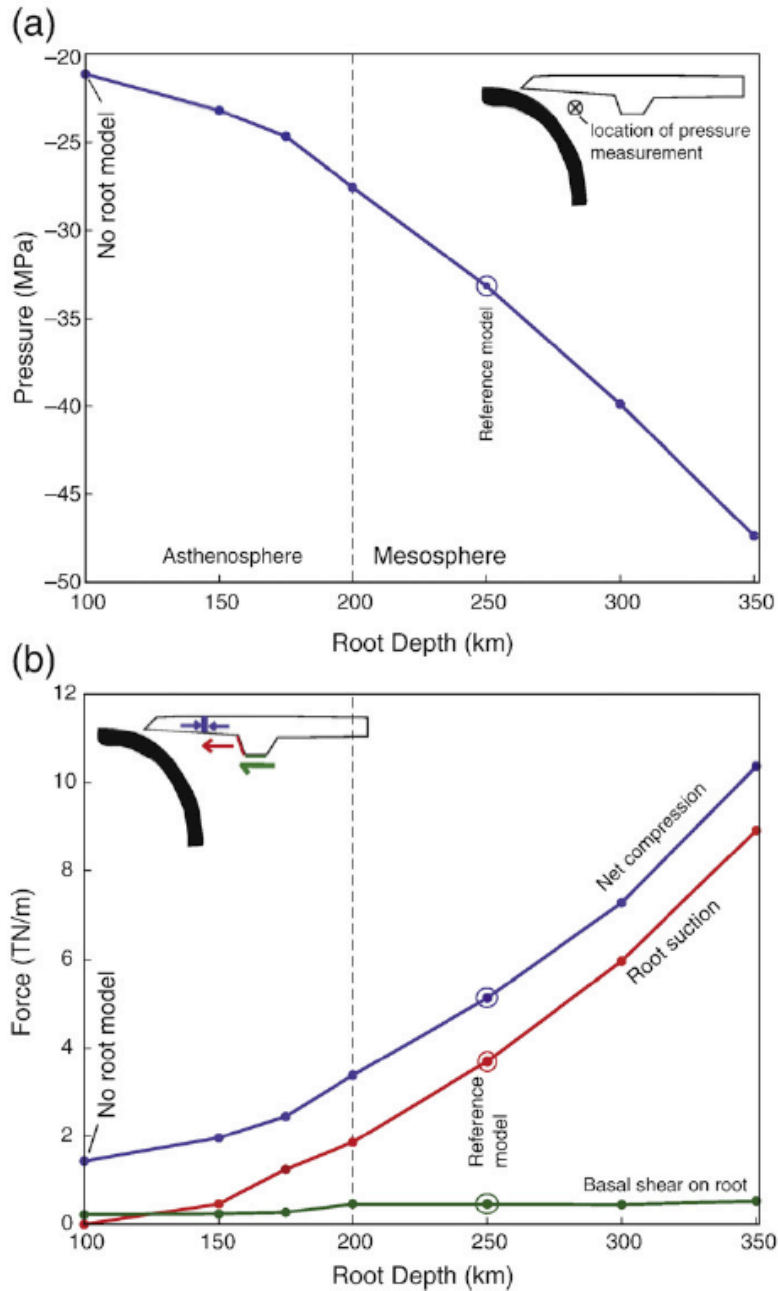 (a)
−20
−25
−30
−35
−40
−45
−50
Pressure (MPa)
No root model
location of pressure
measurement
Reference model
Asthenosphere
Mesosphere
100
150
200
250
300
350
Root Depth (km)
(b)
12
10
8
6
4
2
0
Force (TN/m)
No root model
Net compression
Root suction
Reference
model
Basal shear on root
100
150
200
250
300
350
Root Depth (km)